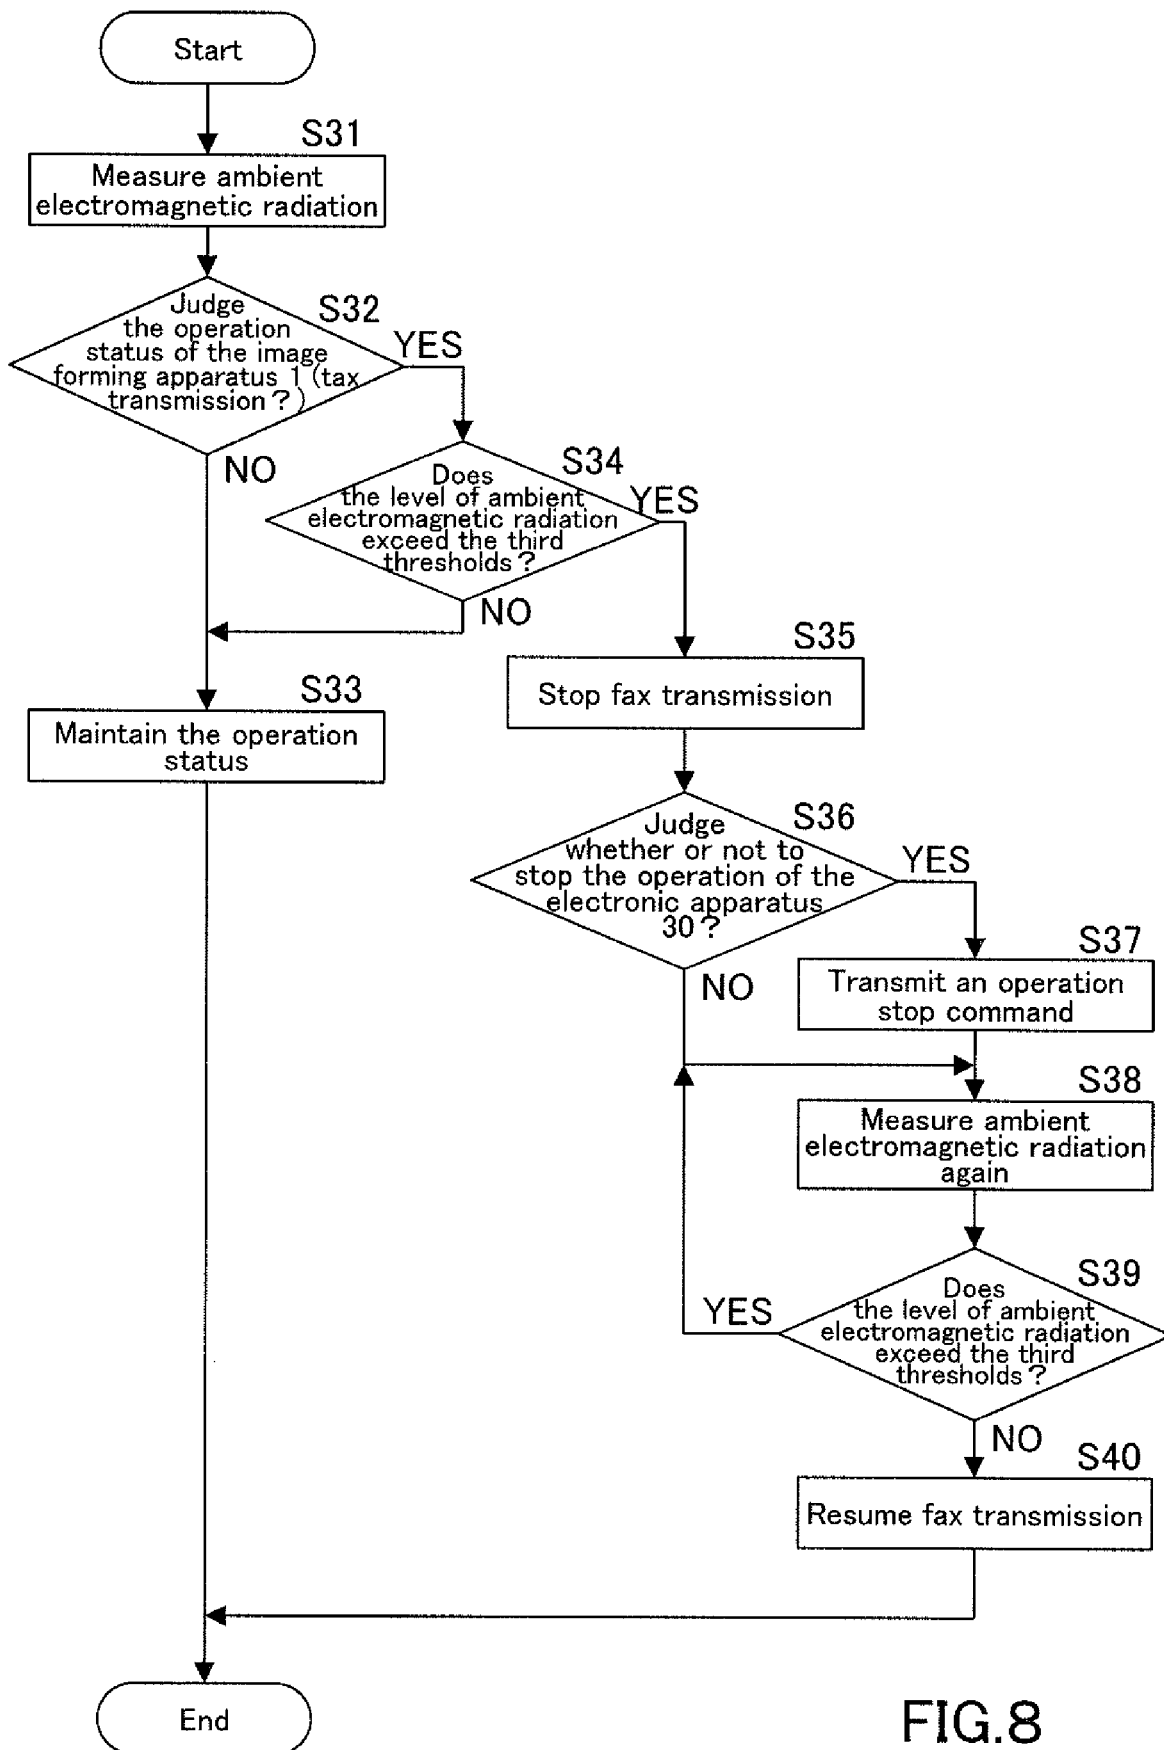 Start
S31
Measure ambient
electromagnetic radiation
Judge
the operation
status of the image
forming apparatus 1 (tax
transmission?)
S32
YES
NO
Does
the level of ambient
electromagnetic radiation
exceed the third
thresholds?
S34
YES
NO
S33
Maintain the operation
status
S35
Stop fax transmission
Judge
whether or not to
stop the operation of the
electronic apparatus
30?
S36
YES
NO
S37
Transmit an operation
stop command
S38
Measure ambient
electromagnetic radiation
again
Does
the level of ambient
electromagnetic radiation
exceed the third
thresholds?
S39
YES
NO
S40
Resume fax transmission
End
FIG.8